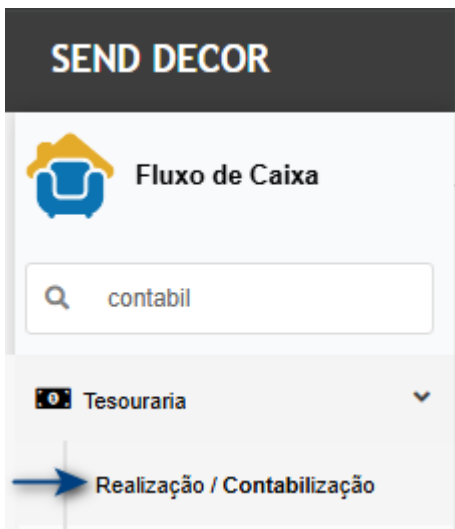 SEND DECOR
Fluxo de Caixa
contabil
Tesouraria
Realização / Contabilização